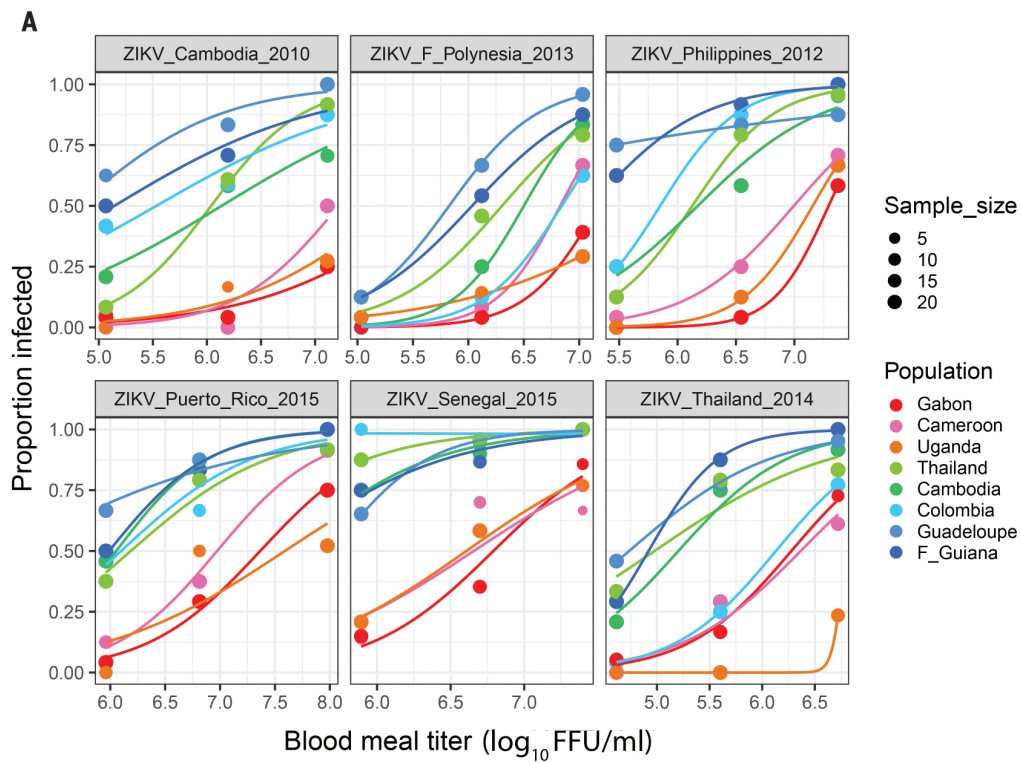 A
ZIKV_Cambodia_2010
ZIKV_F_Polynesia_2013
ZIKV_Philippines_2012
1.00
0.75
0.50
0.25
0.00
5.0 5.5 6.0 6.5 7.0
5.0 5.5 6.0 6.5 7.0
5.5 6.0 6.5 7.0
ZIKV_Puerto_Rico_2015
ZIKV_Senegal_2015
ZIKV_Thailand_2014
1.00
0.75
0.50
0.25
0.00
6.0 6.5 7.0 7.5 8.0
6.0 6.5 7.0
5.0 5.5 6.0 6.5
Proportion infected
Blood meal titer (log10FFU/ml)
Sample_size
5
10
15
20
Population
Gabon
Cameroon
Uganda
Thailand
Cambodia
Colombia
Guadeloupe
F_Guiana